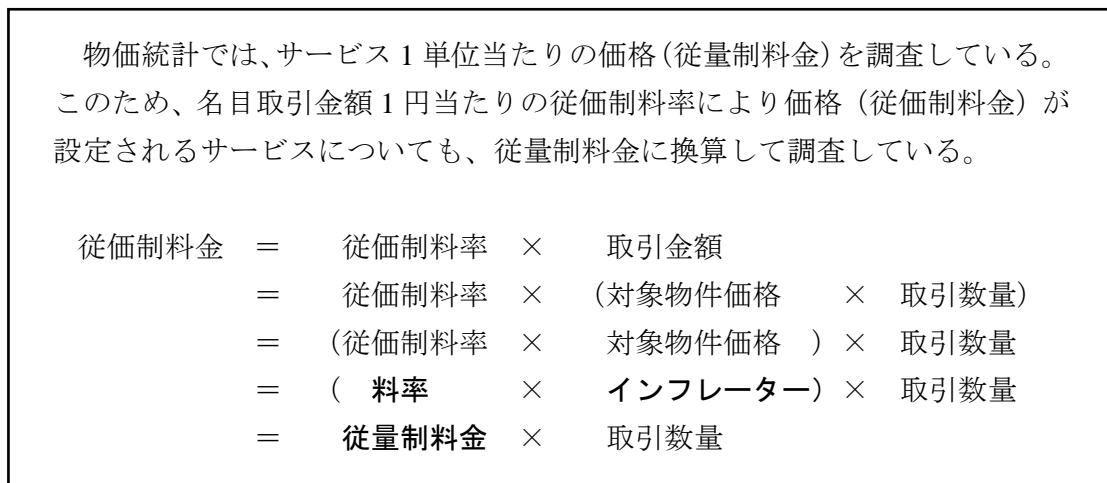 物価統計では、サービス1単位当たりの価格(従量制料金)を調査している。
このため、名目取引金額1円当たりの従価制料率により価格(従価制料金)が
設定されるサービスについても、従量制料金に換算して調査している。
従価制料金 = 従価制料率 × 取引金額
= 従価制料率 × (対象物件価格 × 取引数量)
= (従価制料率 × 対象物件価格 ) × 取引数量
= ( 料率 × インフレーター) × 取引数量
= 従量制料金 × 取引数量